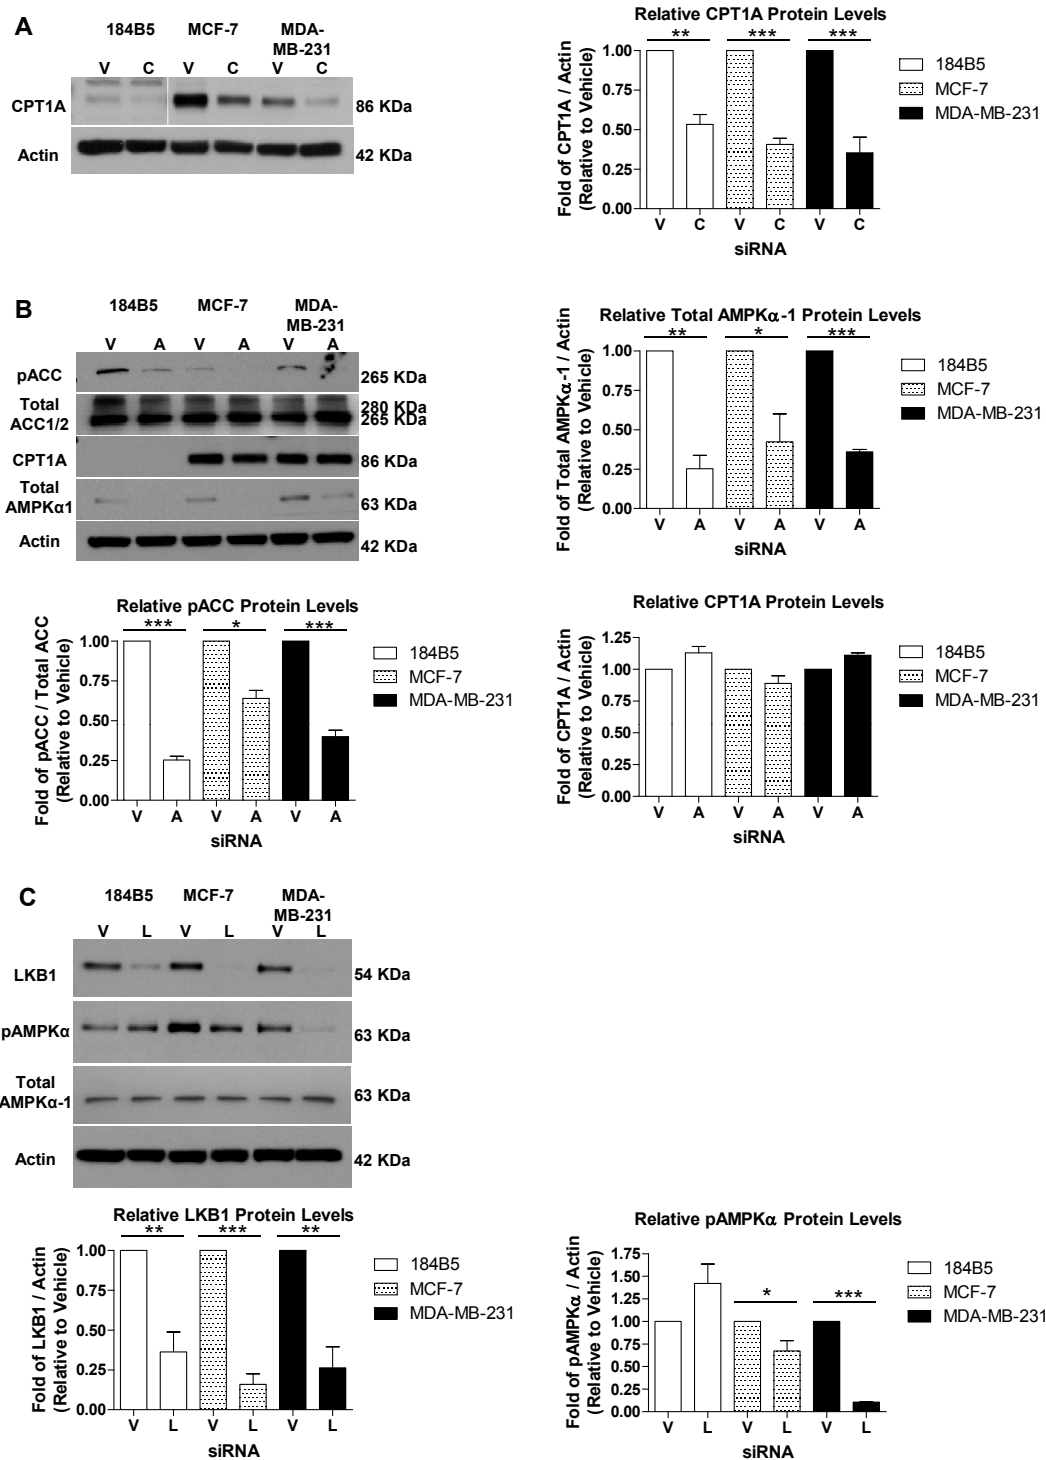 A
184B5 MCF-7 MDA-
MB-231
V C V C V C
CPT1A 86 KDa
Actin 42 KDa
Relative CPT1A Protein Levels
** *** ***
Fold of CPT1A / Actin
(Relative to Vehicle)
1.00
0.75
0.50
0.25
0.00
V C V C V C
siRNA
184B5
MCF-7
MDA-MB-231
B
184B5 MCF-7 MDA-
MB-231
V A V A V A
pACC 265 KDa
Total
ACC1/2
280 KDa
265 KDa
CPT1A 86 KDa
Total
AMPKα1 63 KDa
Actin 42 KDa
Relative Total AMPKα-1 Protein Levels
** * ***
Fold of Total AMPKα-1 / Actin
(Relative to Vehicle)
1.00
0.75
0.50
0.25
0.00
V A V A V A
siRNA
184B5
MCF-7
MDA-MB-231
Relative pACC Protein Levels
*** * ***
Fold of pACC / Total ACC
(Relative to Vehicle)
1.00
0.75
0.50
0.25
0.00
V A V A V A
siRNA
184B5
MCF-7
MDA-MB-231
Relative CPT1A Protein Levels
Fold of CPT1A / Actin
(Relative to Vehicle)
1.25
1.00
0.75
0.50
0.25
0.00
V A V A V A
siRNA
184B5
MCF-7
MDA-MB-231
C
184B5 MCF-7 MDA-
MB-231
V L V L V L
LKB1 54 KDa
pAMPKα 63 KDa
Total
AMPKα-1 63 KDa
Actin 42 KDa
Relative LKB1 Protein Levels
** *** **
Fold of LKB1 / Actin
(Relative to Vehicle)
1.00
0.75
0.50
0.25
0.00
V L V L V L
siRNA
184B5
MCF-7
MDA-MB-231
Relative pAMPKα Protein Levels
* ***
Fold of pAMPKα / Actin
(Relative to Vehicle)
1.75
1.50
1.25
1.00
0.75
0.50
0.25
0.00
V L V L V L
siRNA
184B5
MCF-7
MDA-MB-231